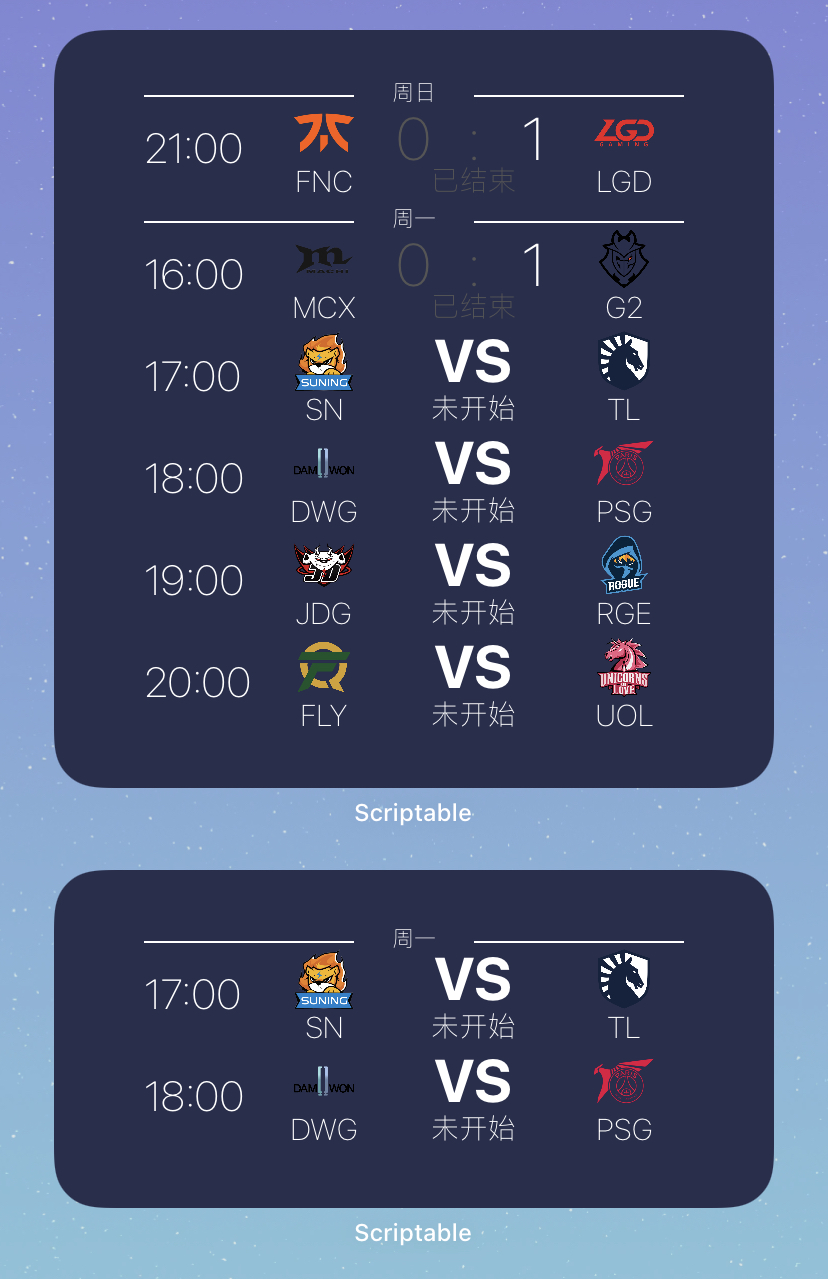 周日
21:00 FNC 0 : 1 LGD GAMING LGD
已结束
周一
16:00 MACHI MCX 0 : 1 G2
已结束
17:00 SUNING SN VS TL
未开始
18:00 DAMWON DWG VS PSG
未开始
19:00 JD JDG VS ROGUE RGE
未开始
20:00 FLY VS UNICORNS OF LOVE UOL
未开始
Scriptable
周一
17:00 SUNING SN VS TL
未开始
18:00 DAMWON DWG VS PSG
未开始
Scriptable